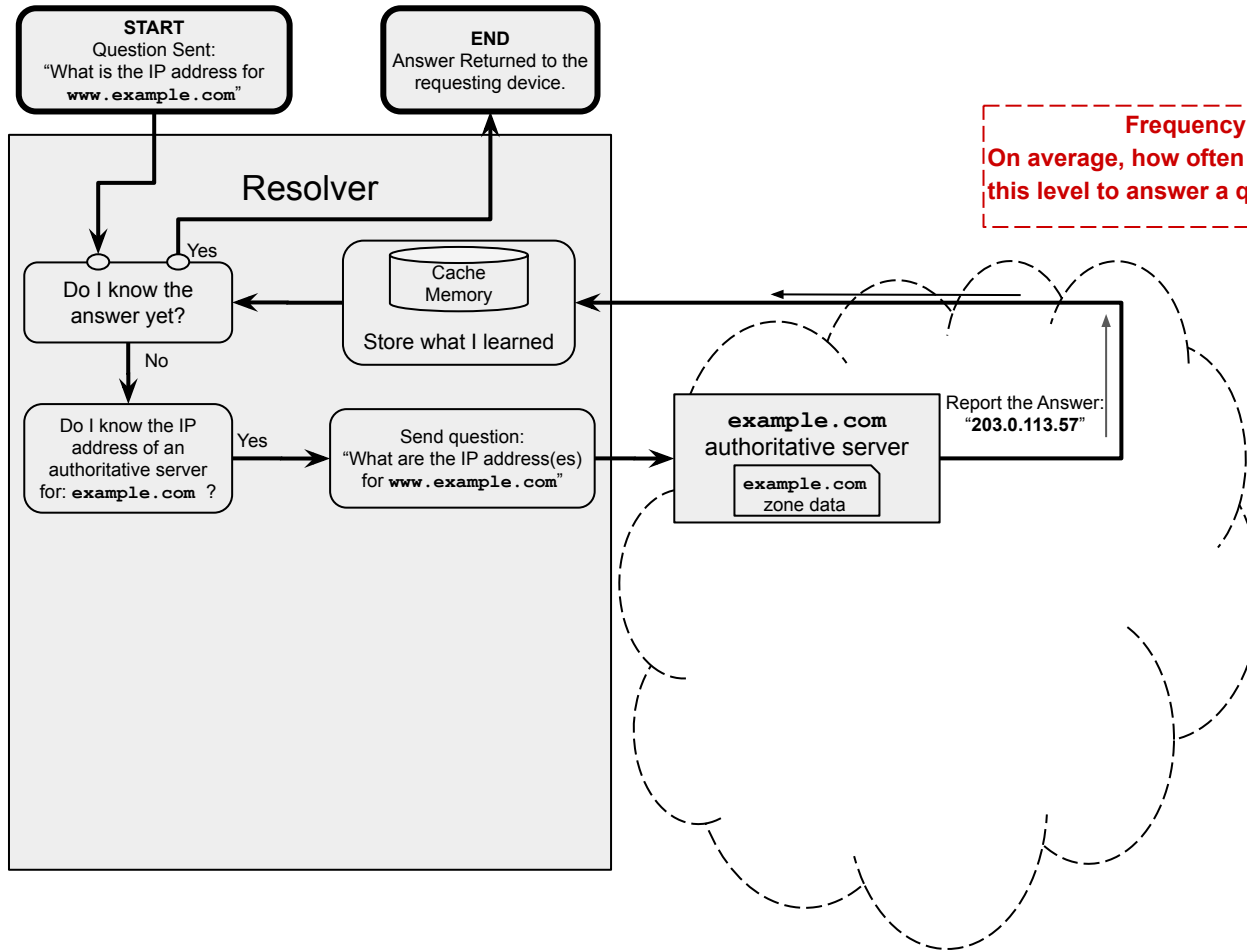 START
Question Sent:
“What is the IP address for
www.example.com”
END
Answer Returned to the
requesting device.
Frequency
On average, how often
this level to answer a q
Resolver
Yes
Do I know the
answer yet?
Cache
Memory
Store what I learned
No
Do I know the IP
address of an
authoritative server
for: example.com ?
Yes
Send question:
“What are the IP address(es)
for www.example.com”
example.com
authoritative server
example.com
zone data
Report the Answer:
“203.0.113.57”